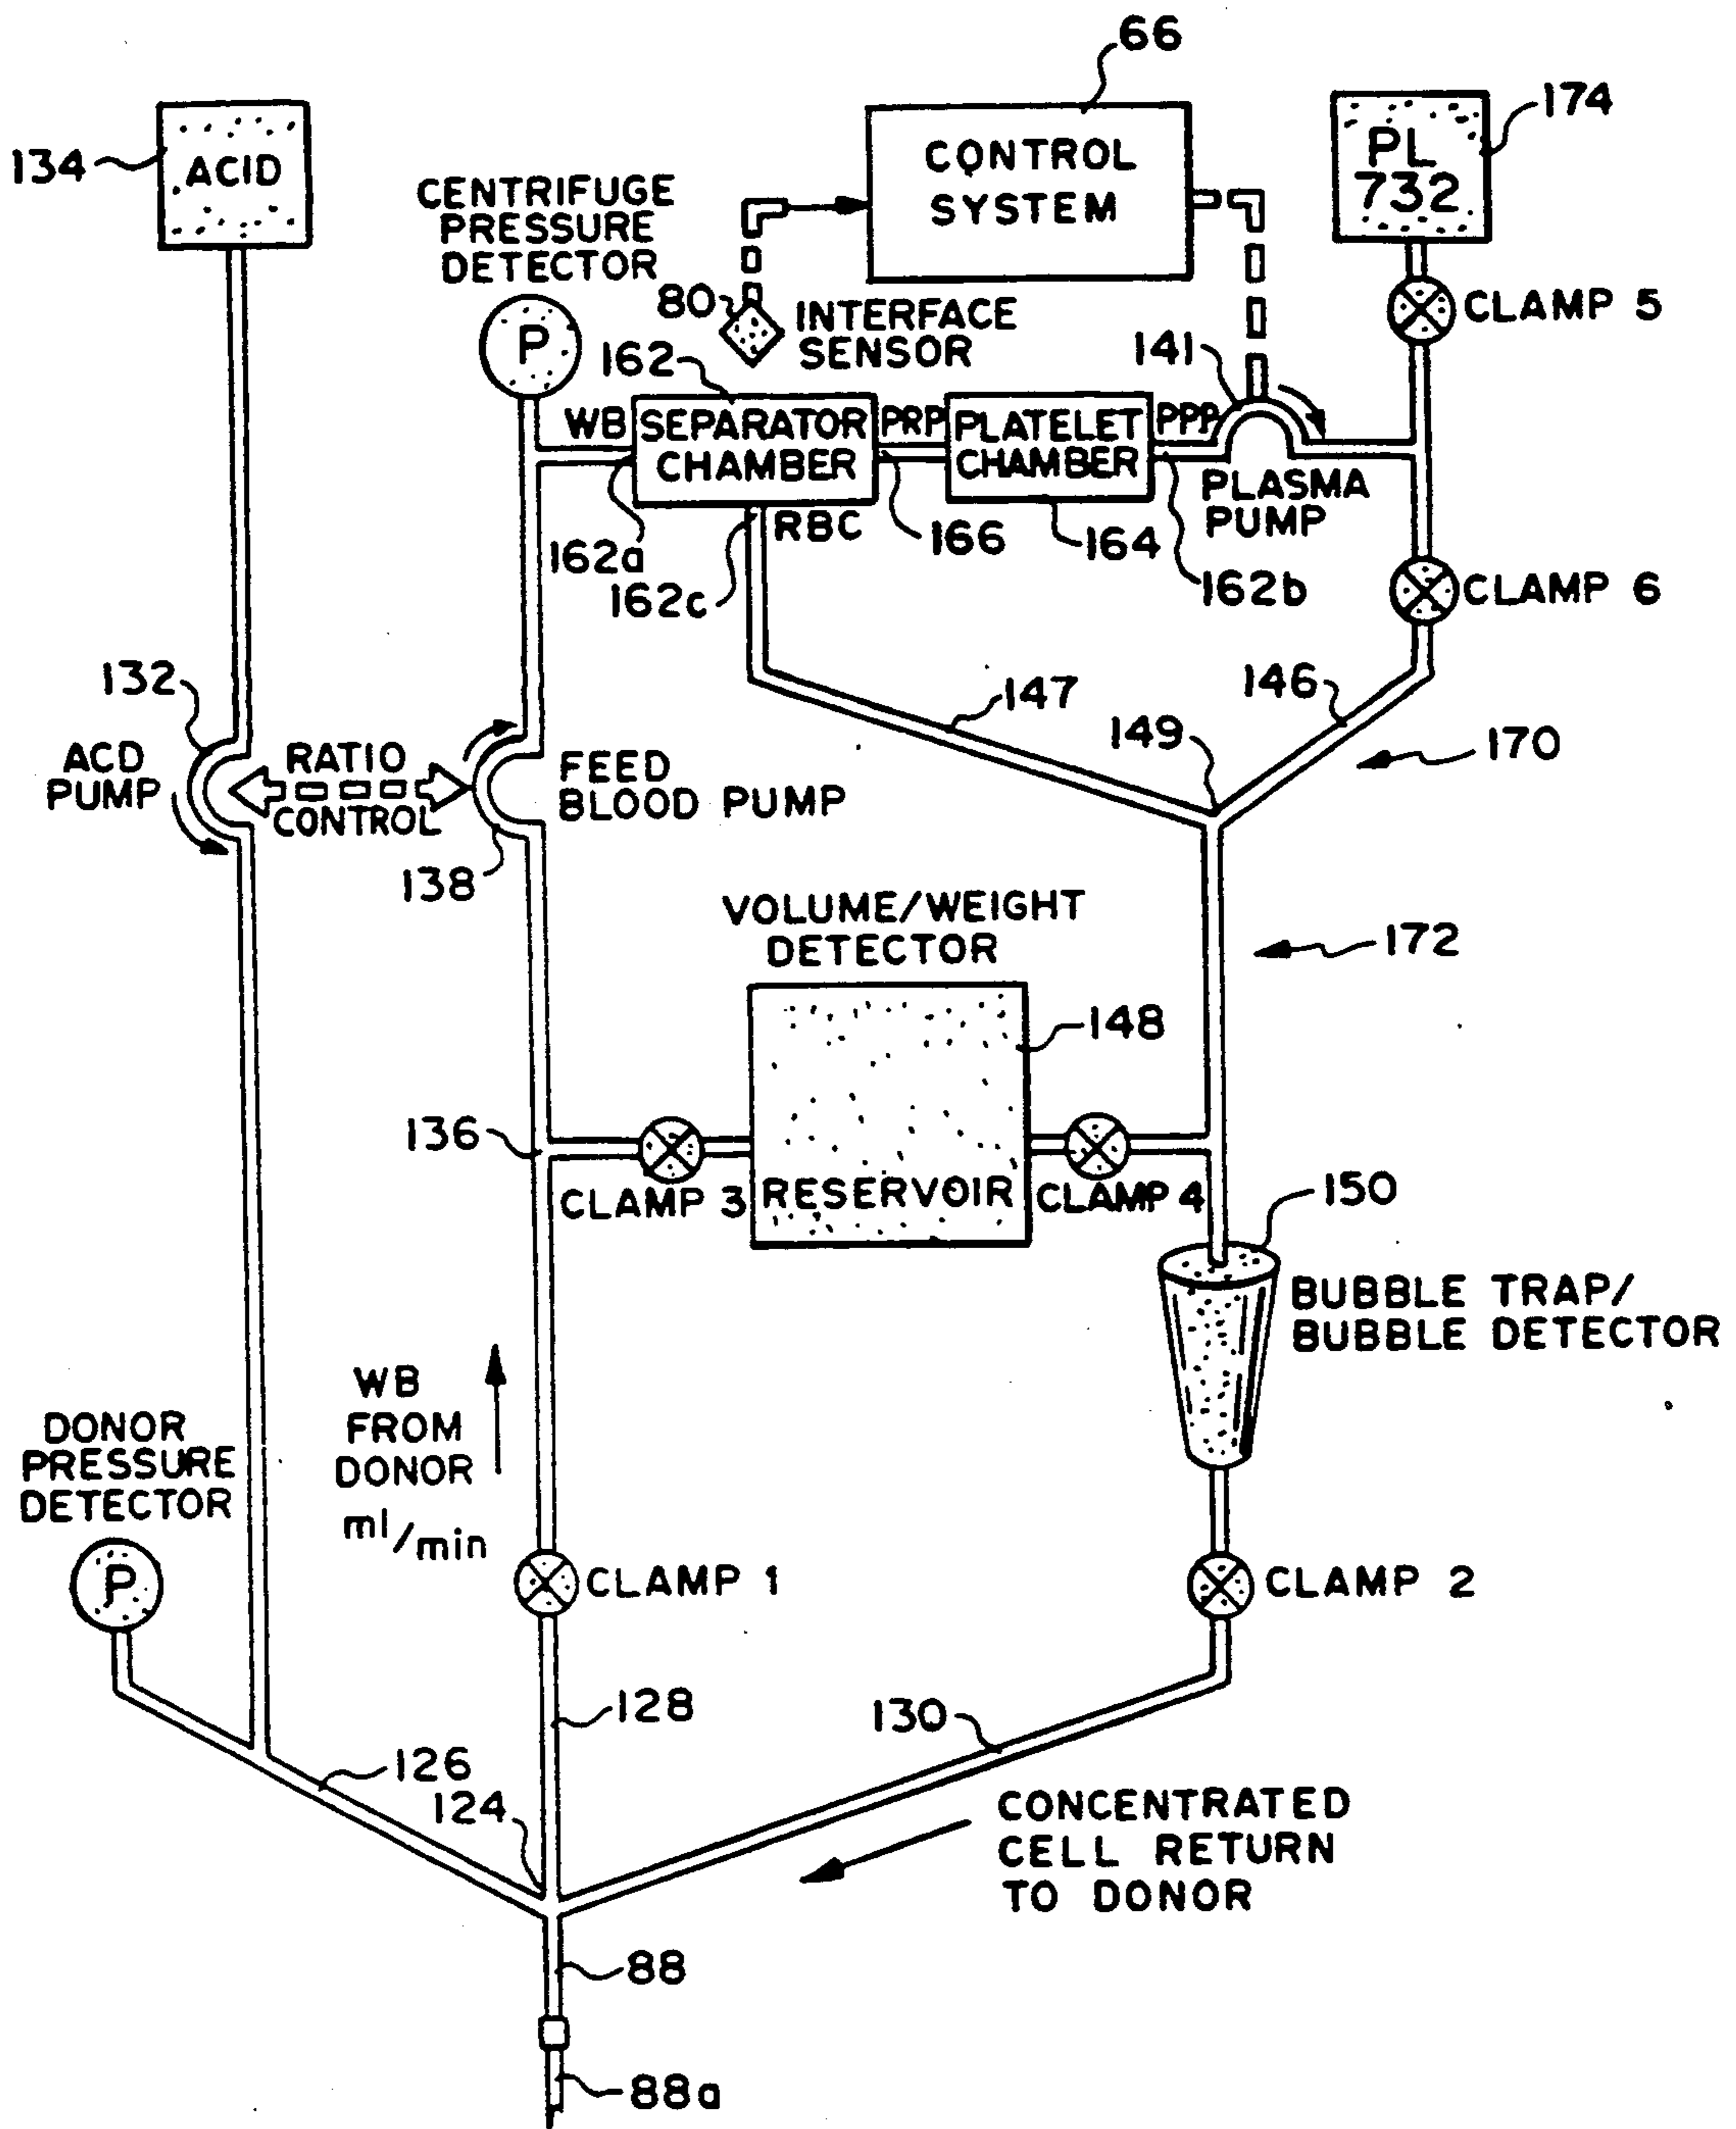 66
174
134
ACID
CENTRIFUGE
PRESSURE
DETECTOR
CONTROL
SYSTEM
PL
732
80
INTERFACE
SENSOR
CLAMP 5
P
162
141
WB
SEPARATOR
CHAMBER
PRP
PLATELET
CHAMBER
PPP
PLASMA
PUMP
RBC
166
164
162a
162c
162b
CLAMP 6
132
147
146
149
170
ACD
PUMP
RATIO
CONTROL
FEED
BLOOD PUMP
138
VOLUME/WEIGHT
DETECTOR
172
148
136
CLAMP 3
RESERVOIR
CLAMP 4
150
BUBBLE TRAP/
BUBBLE DETECTOR
WB
FROM
DONOR
ml/min
DONOR
PRESSURE
DETECTOR
P
CLAMP 1
CLAMP 2
128
130
126
124
CONCENTRATED
CELL RETURN
TO DONOR
88
88a